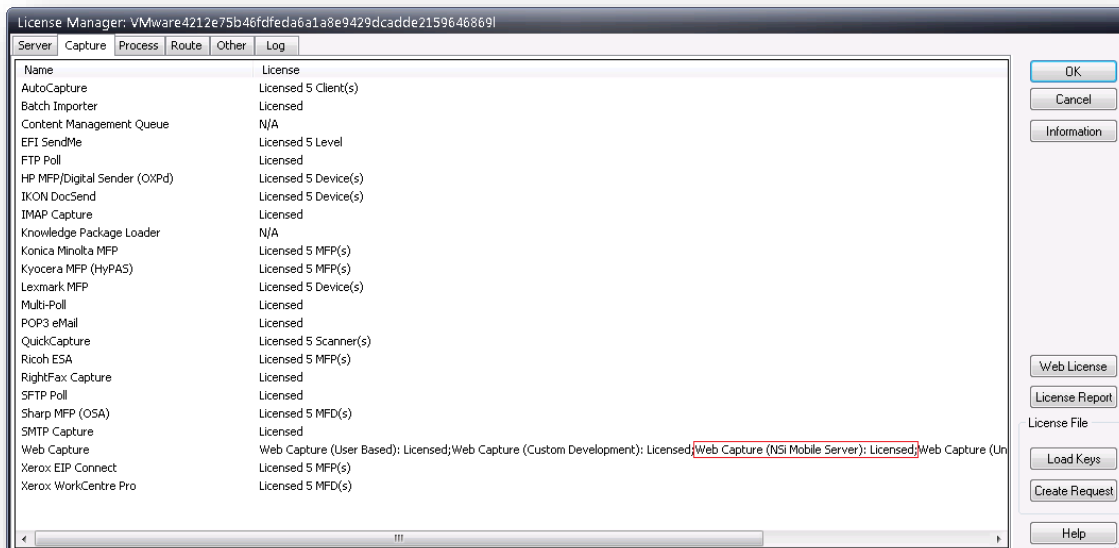 License Manager: VMware4212e75b46fdfeda6a1a8e9429dcadde2159646869l
Server Capture Process Route Other Log
Name License
AutoCapture Licensed 5 Client(s)
Batch Importer Licensed
Content Management Queue N/A
EFI SendMe Licensed 5 Level
FTP Poll Licensed
HP MFP/Digital Sender (OXPd) Licensed 5 Device(s)
IKON DocSend Licensed 5 Device(s)
IMAP Capture Licensed
Knowledge Package Loader N/A
Konica Minolta MFP Licensed 5 MFP(s)
Kyocera MFP (HyPAS) Licensed 5 MFP(s)
Lexmark MFP Licensed 5 Device(s)
Multi-Poll Licensed
POP3 eMail Licensed
QuickCapture Licensed 5 Scanner(s)
Ricoh ESA Licensed 5 MFP(s)
RightFax Capture Licensed
SFTP Poll Licensed
Sharp MFP (OSA) Licensed 5 MFD(s)
SMTP Capture Licensed
Web Capture Web Capture (User Based): Licensed;Web Capture (Custom Development): Licensed;Web Capture (NSi Mobile Server): Licensed;Web Capture (Un
Xerox EIP Connect Licensed 5 MFP(s)
Xerox WorkCentre Pro Licensed 5 MFD(s)
OK
Cancel
Information
Web License
License Report
License File
Load Keys
Create Request
Help